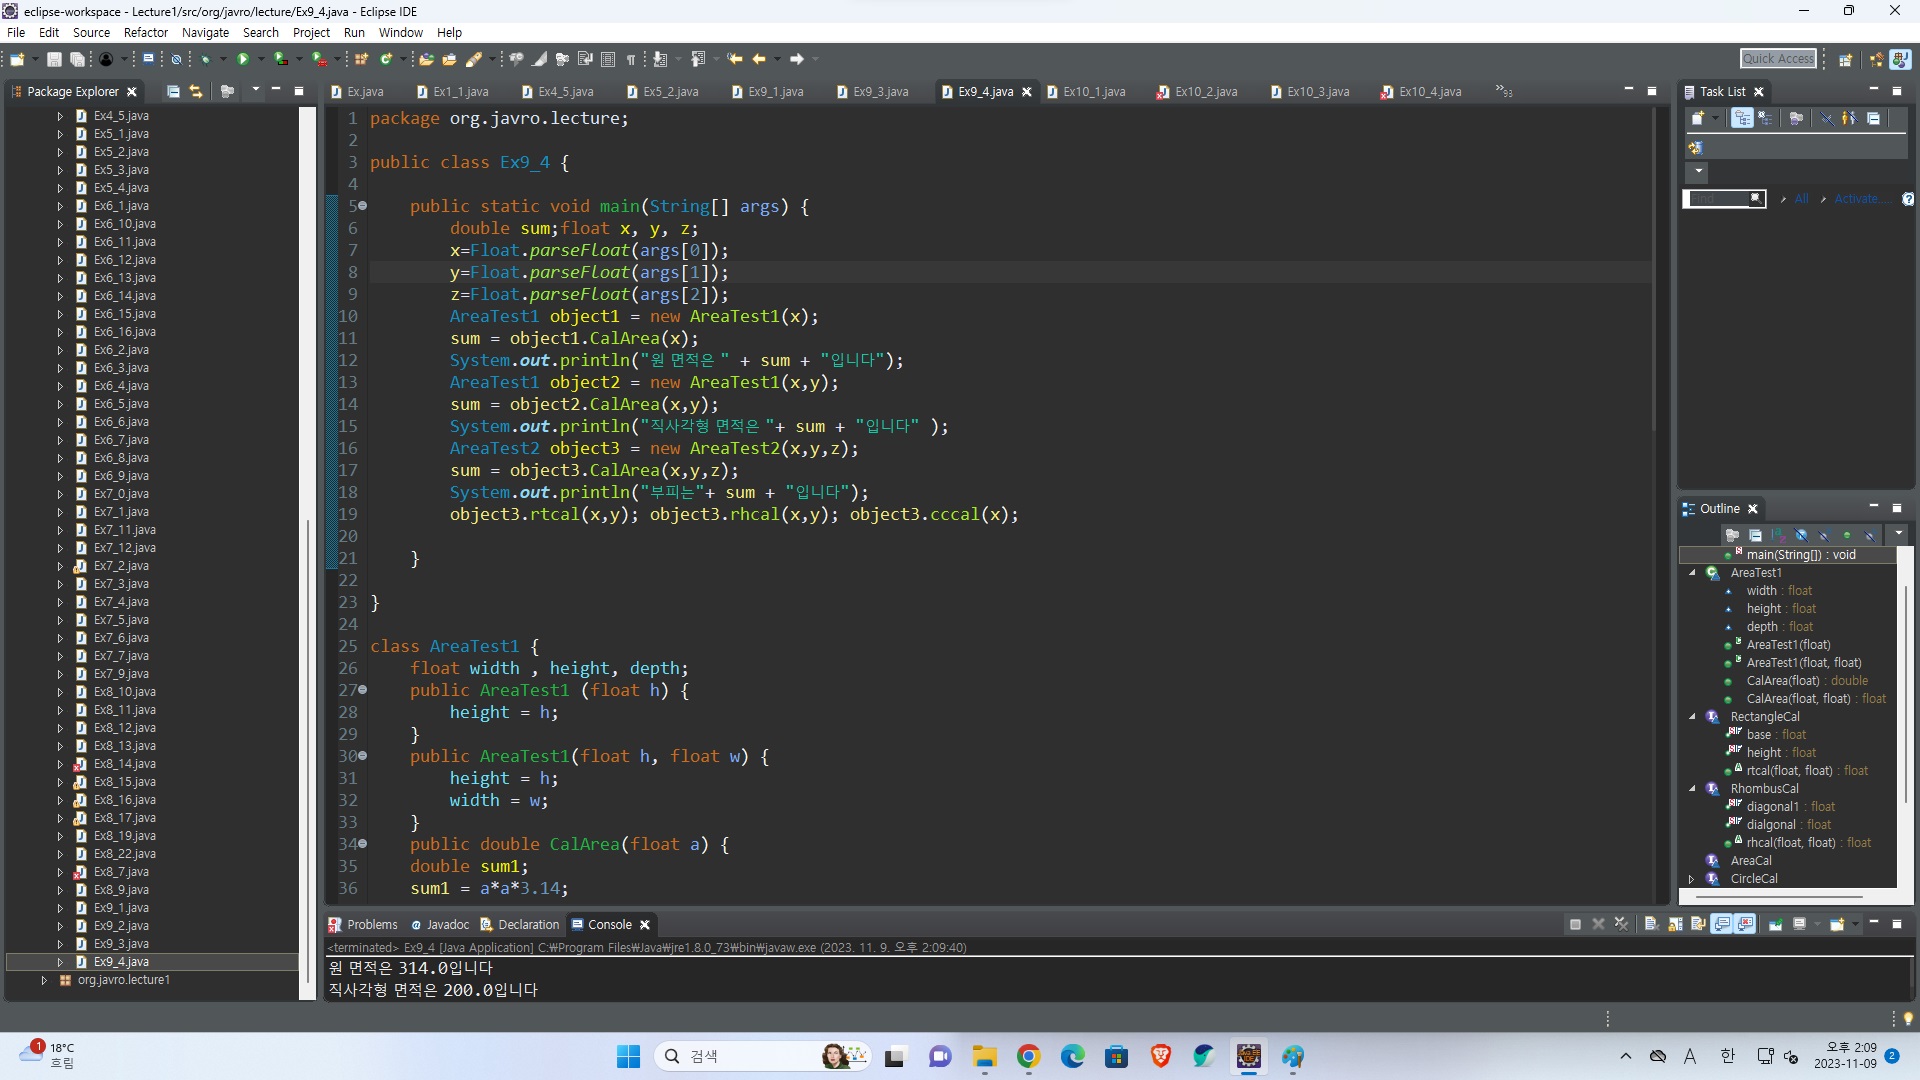 eclipse-workspace - Lecture1/src/org/javro/lecture/Ex9_4.java - Eclipse IDE
File Edit Source Refactor Navigate Search Project Run Window Help
Quick Access
Package Explorer
Ex4_5.java
Ex5_1.java
Ex5_2.java
Ex5_3.java
Ex5_4.java
Ex6_1.java
Ex6_10.java
Ex6_11.java
Ex6_12.java
Ex6_13.java
Ex6_14.java
Ex6_15.java
Ex6_16.java
Ex6_2.java
Ex6_3.java
Ex6_4.java
Ex6_5.java
Ex6_6.java
Ex6_7.java
Ex6_8.java
Ex6_9.java
Ex7_0.java
Ex7_1.java
Ex7_11.java
Ex7_12.java
Ex7_2.java
Ex7_3.java
Ex7_4.java
Ex7_5.java
Ex7_6.java
Ex7_7.java
Ex7_9.java
Ex8_10.java
Ex8_11.java
Ex8_12.java
Ex8_13.java
Ex8_14.java
Ex8_15.java
Ex8_16.java
Ex8_17.java
Ex8_19.java
Ex8_22.java
Ex8_7.java
Ex8_9.java
Ex9_1.java
Ex9_2.java
Ex9_3.java
Ex9_4.java
org.javro.lecture1
Ex.java Ex1_1.java Ex4_5.java Ex5_2.java Ex9_1.java Ex9_3.java Ex9_4.java Ex10_1.java Ex10_2.java Ex10_3.java Ex10_4.java »93
1 package org.javro.lecture;
2
3 public class Ex9_4 {
4
5 public static void main(String[] args) {
6 double sum;float x, y, z;
7 x=Float.parseFloat(args[0]);
8 y=Float.parseFloat(args[1]);
9 z=Float.parseFloat(args[2]);
10 AreaTest1 object1 = new AreaTest1(x);
11 sum = object1.CalArea(x);
12 System.out.println("원 면적은 " + sum + "입니다");
13 AreaTest1 object2 = new AreaTest1(x,y);
14 sum = object2.CalArea(x,y);
15 System.out.println("직사각형 면적은 "+ sum + "입니다" );
16 AreaTest2 object3 = new AreaTest2(x,y,z);
17 sum = object3.CalArea(x,y,z);
18 System.out.println("부피는"+ sum + "입니다");
19 object3.rtcal(x,y); object3.rhcal(x,y); object3.cccal(x);
20
21 }
22
23 }
24
25 class AreaTest1 {
26 float width , height, depth;
27 public AreaTest1 (float h) {
28 height = h;
29 }
30 public AreaTest1(float h, float w) {
31 height = h;
32 width = w;
33 }
34 public double CalArea(float a) {
35 double sum1;
36 sum1 = a*a*3.14;
Task List
Find All Activate...
Outline
main(String[]) : void
AreaTest1
width : float
height : float
depth : float
AreaTest1(float)
AreaTest1(float, float)
CalArea(float) : double
CalArea(float, float) : float
RectangleCal
base : float
height : float
rtcal(float, float) : float
RhombusCal
diagonal1 : float
dialgonal : float
rhcal(float, float) : float
AreaCal
CircleCal
Problems Javadoc Declaration Console
<terminated> Ex9_4 [Java Application] C:₩Program Files₩Java₩jre1.8.0_73₩bin₩javaw.exe (2023. 11. 9. 오후 2:09:40)
원 면적은 314.0입니다
직사각형 면적은 200.0입니다
1
18°C
흐림
검색
A 한
오후 2:09
2023-11-09
2